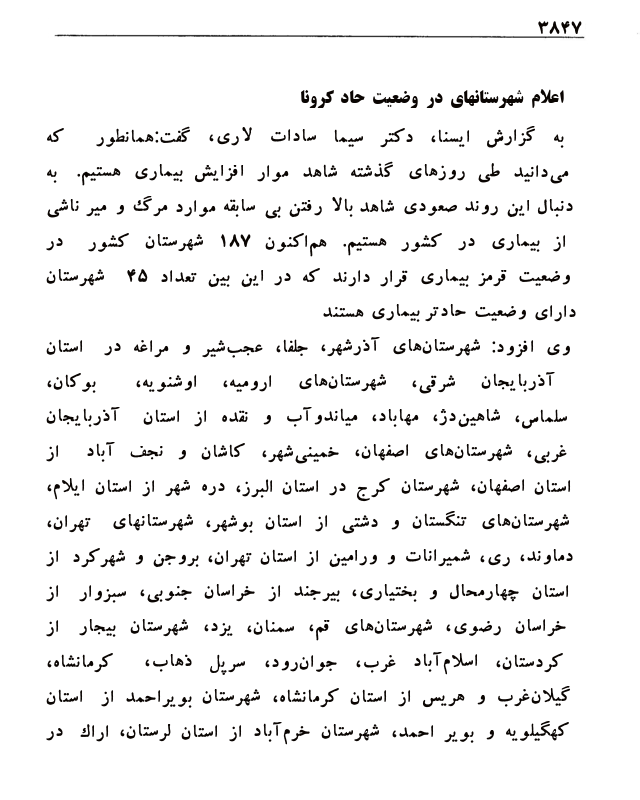 ۳۸۴۷
اعلام شهرستانهای در وضعیت حاد کرونا
به گزارش ایسنا، دکتر سیما سادات لاری، گفت:همانطور که
می‌دانید طی روزهای گذشته شاهد موار افزایش بیماری هستیم. به
دنبال این روند صعودی شاهد بالا رفتن بی سابقه موارد مرگ و میر ناشی
از بیماری در کشور هستیم. هم‌اکنون ۱۸۷ شهرستان کشور در
وضعیت قرمز بیماری قرار دارند که در این بین تعداد ۴۵ شهرستان
دارای وضعیت حادتر بیماری هستند
وی افزود: شهرستان‌های آذرشهر، جلفا، عجب‌شیر و مراغه در استان
آذربایجان شرقی، شهرستان‌های ارومیه، اوشنویه، بوکان،
سلماس، شاهین‌دژ، مهاباد، میاندوآب و نقده از استان آذربایجان
غربی، شهرستان‌های اصفهان، خمینی‌شهر، کاشان و نجف آباد از
استان اصفهان، شهرستان کرج در استان البرز، دره شهر از استان ایلام،
شهرستان‌های تنگستان و دشتی از استان بوشهر، شهرستانهای تهران،
دماوند، ری، شمیرانات و ورامین از استان تهران، بروجن و شهرکرد از
استان چهارمحال و بختیاری، بیرجند از خراسان جنوبی، سبزوار از
خراسان رضوی، شهرستان‌های قم، سمنان، یزد، شهرستان بیجار از
کردستان، اسلام‌آباد غرب، جوان‌رود، سرپل ذهاب، کرمانشاه،
گیلان‌غرب و هریس از استان کرمانشاه، شهرستان بویراحمد از استان
کهگیلویه و بویر احمد، شهرستان خرم‌آباد از استان لرستان، اراك در